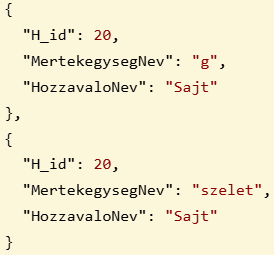 {
"H_id": 20,
"MertekegysegNev": "g",
"HozzavaloNev": "Sajt"
},
{
"H_id": 20,
"MertekegysegNev": "szelet",
"HozzavaloNev": "Sajt"
}